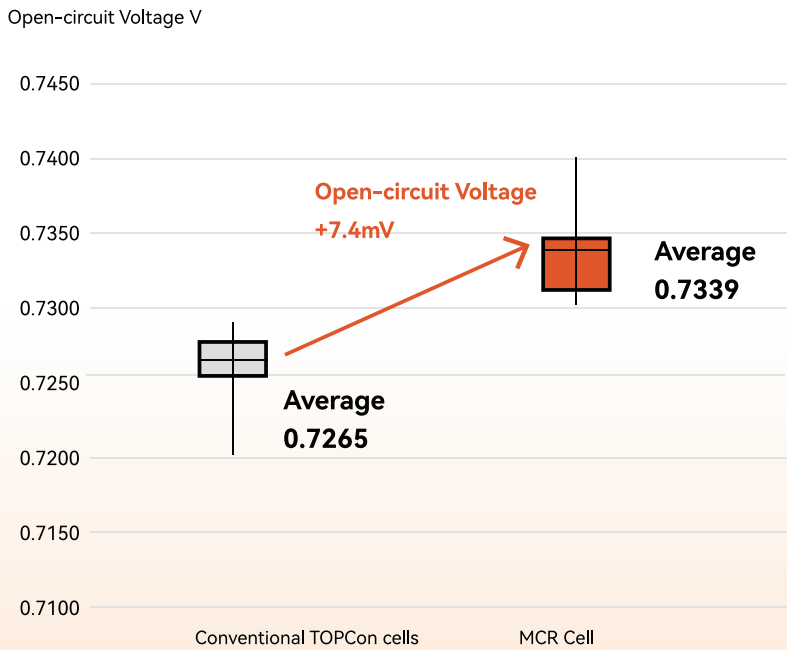 Open-circuit Voltage V
0.7450
0.7400
Open-circuit Voltage
+7.4mV
0.7350
Average
0.7339
0.7300
0.7250
Average
0.7265
0.7200
0.7150
0.7100
Conventional TOPCon cells
MCR Cell